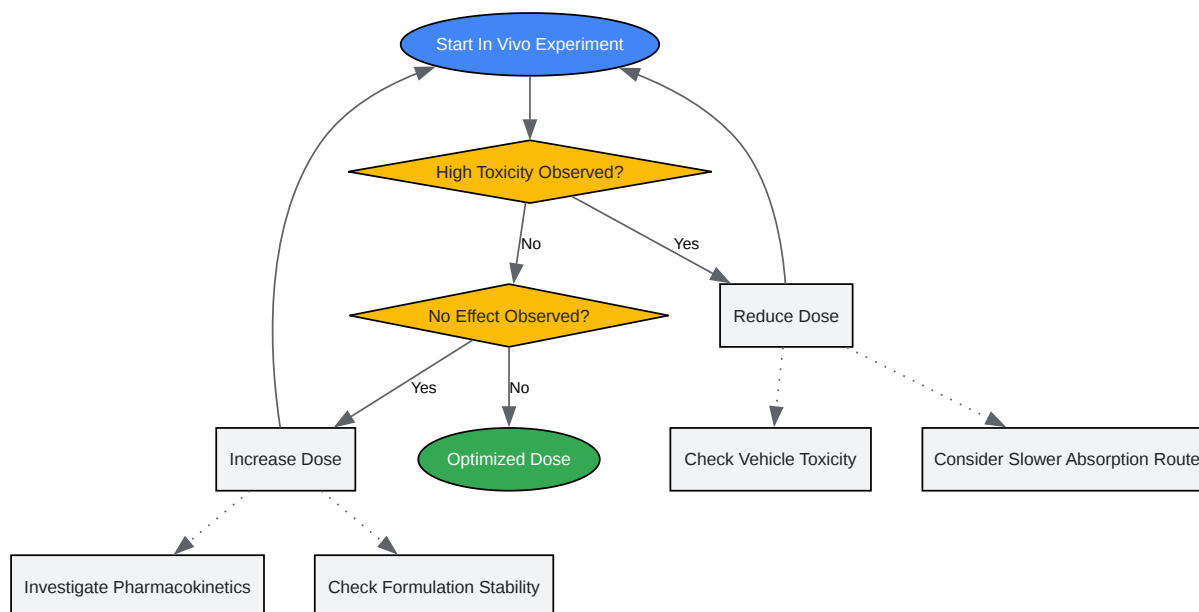 Start In Vivo Experiment
High Toxicity Observed?
No
Yes
No Effect Observed?
Reduce Dose
Yes
No
Increase Dose
Optimized Dose
Check Vehicle Toxicity
Consider Slower Absorption Route
Investigate Pharmacokinetics
Check Formulation Stability